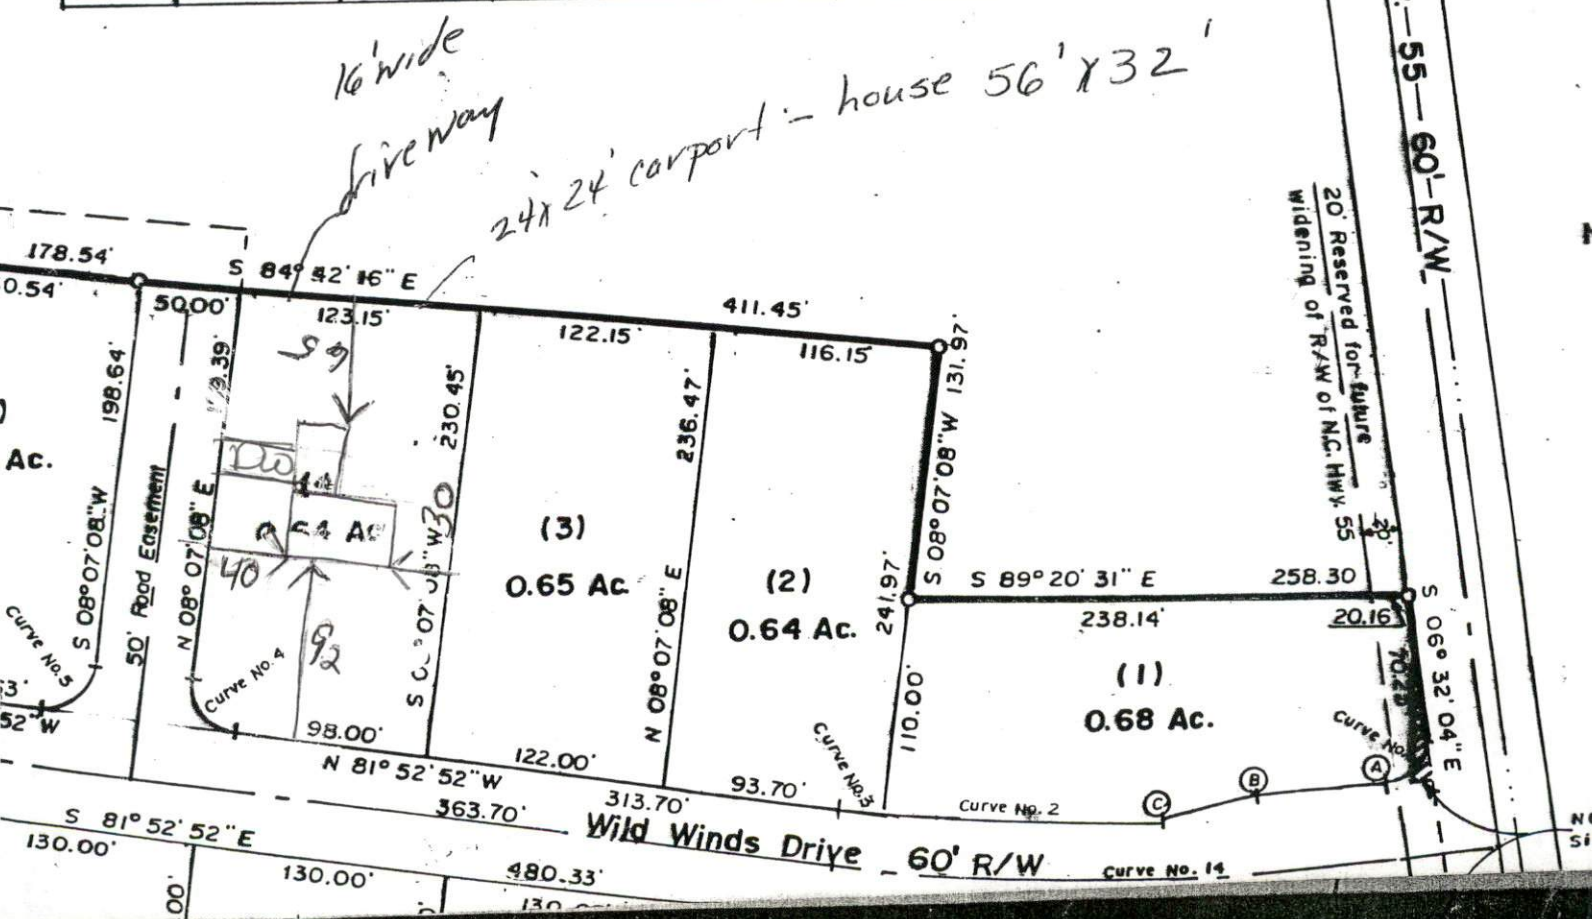 16' wide
driveway
24x24' carport - house 56' x 32'
55 — 60' R/W
20' Reserved for future
widening of R/W of N.C. Hwy. 55
178.54'
0.54'
50.00'
S 84° 42' 16" E
123.15'
411.45'
122.15'
116.15'
131.97'
S 08° 07' 08" W
198.64'
S 08° 07' 08" W
Ac.
50' Road Easement
9.39'
N 08° 07' 08" E
DW
40
30
92
230.45'
236.47'
N 08° 07' 08" E
(3)
0.65 Ac.
(2)
0.64 Ac.
241.97'
S 89° 20' 31" E
258.30
238.14'
20.16'
20'
(1)
0.68 Ac.
110.00'
S 06° 32' 04" E
Curve No. 5
Curve No. 4
Curve No. 3
Curve No. 2
Curve No.
A
B
C
98.00'
N 81° 52' 52" W
122.00'
93.70'
313.70'
363.70'
Wild Winds Drive - 60' R/W
Curve No. 14
S 81° 52' 52" E
130.00'
130.00'
480.33'